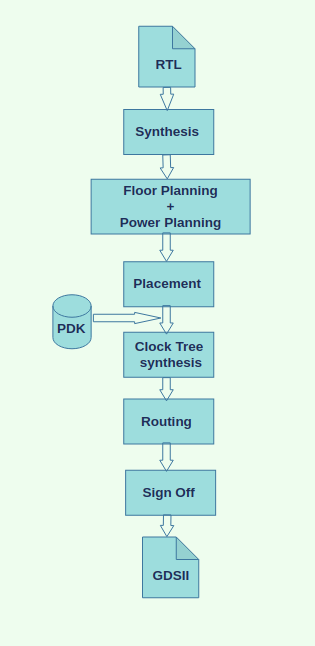 RTL
Synthesis
Floor Planning
+
Power Planning
Placement
PDK
Clock Tree
synthesis
Routing
Sign Off
GDSII